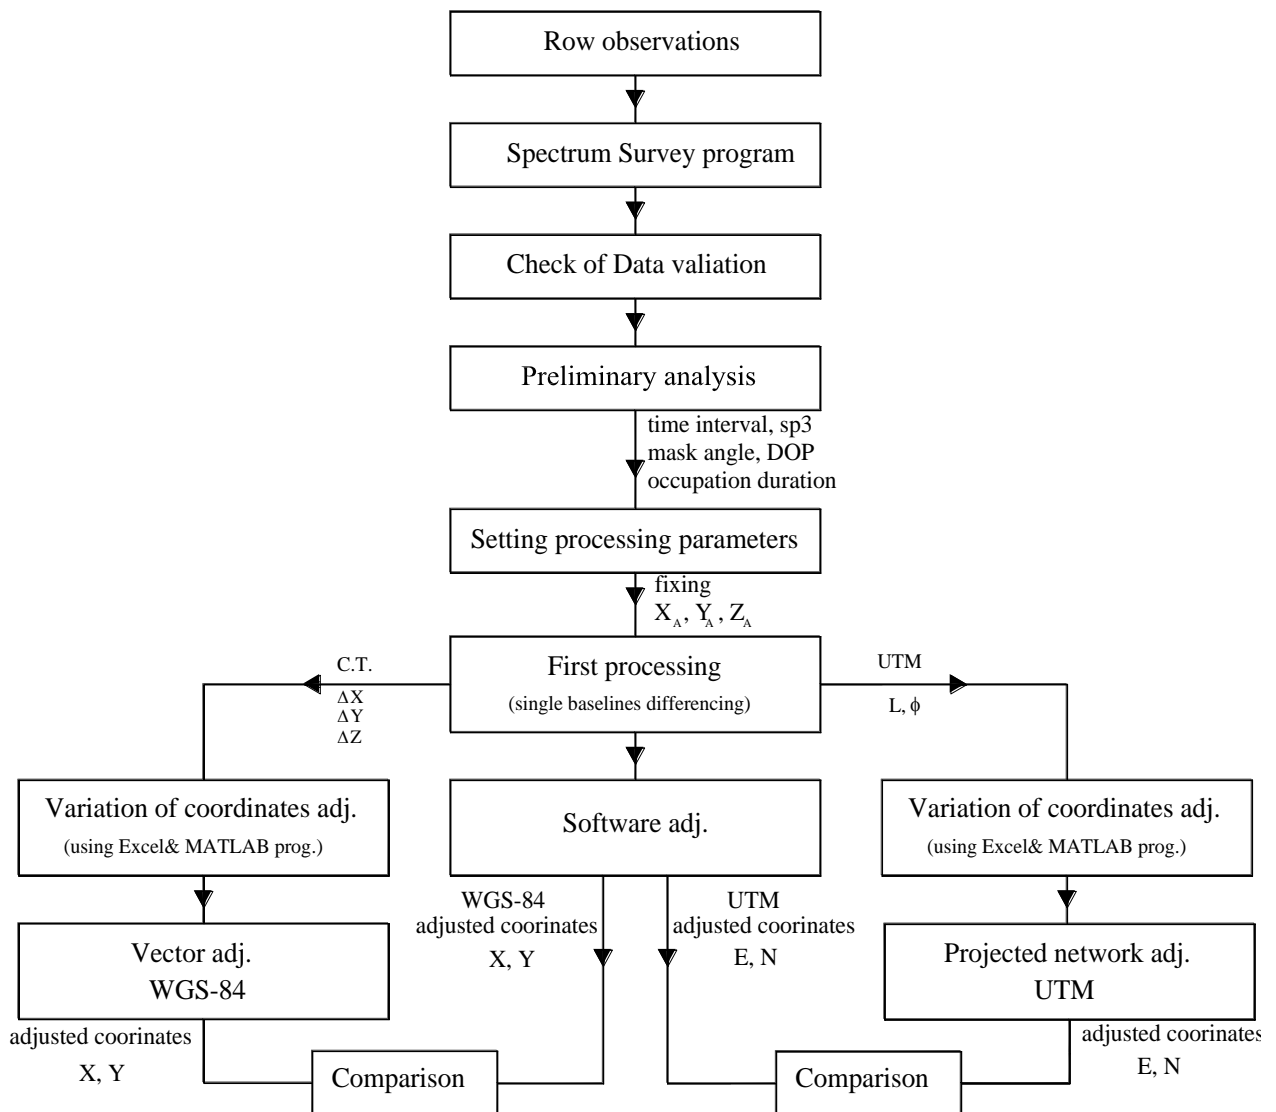 Row observations
Spectrum Survey program
Check of Data valiation
Preliminary analysis
time interval, sp3
mask angle, DOP
occupation duration
Setting processing parameters
fixing
X_A, Y_A, Z_A
First processing
(single baselines differencing)
C.T.
ΔX
ΔY
ΔZ
UTM
L, ϕ
Variation of coordinates adj.
(using Excel& MATLAB prog.)
Software adj.
Variation of coordinates adj.
(using Excel& MATLAB prog.)
WGS-84
adjusted coorinates
X, Y
UTM
adjusted coorinates
E, N
Vector adj.
WGS-84
Projected network adj.
UTM
adjusted coorinates
X, Y
adjusted coorinates
E, N
Comparison
Comparison